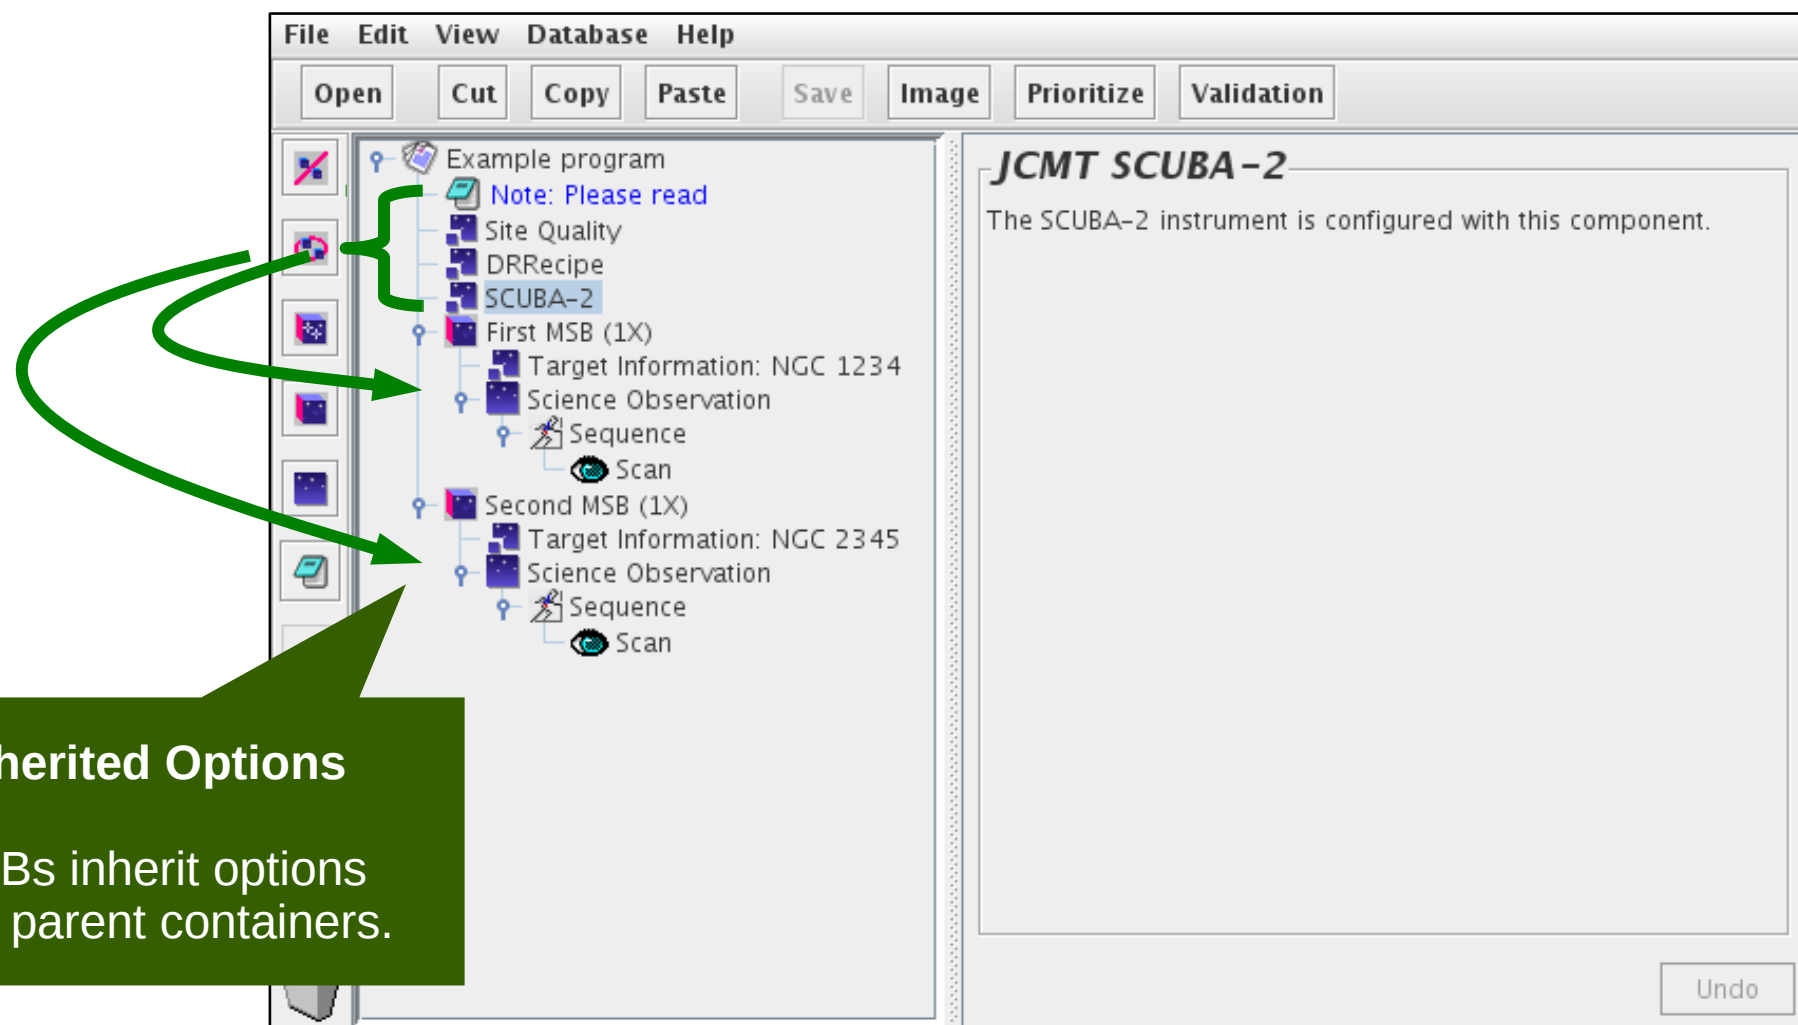 File Edit View Database Help
Open Cut Copy Paste Save Image Prioritize Validation
Example program
Note: Please read
Site Quality
DRRecipe
SCUBA-2
First MSB (1X)
Target Information: NGC 1234
Science Observation
Sequence
Scan
Second MSB (1X)
Target Information: NGC 2345
Science Observation
Sequence
Scan
JCMT SCUBA-2
The SCUBA-2 instrument is configured with this component.
Undo
herited Options
Bs inherit options
parent containers.